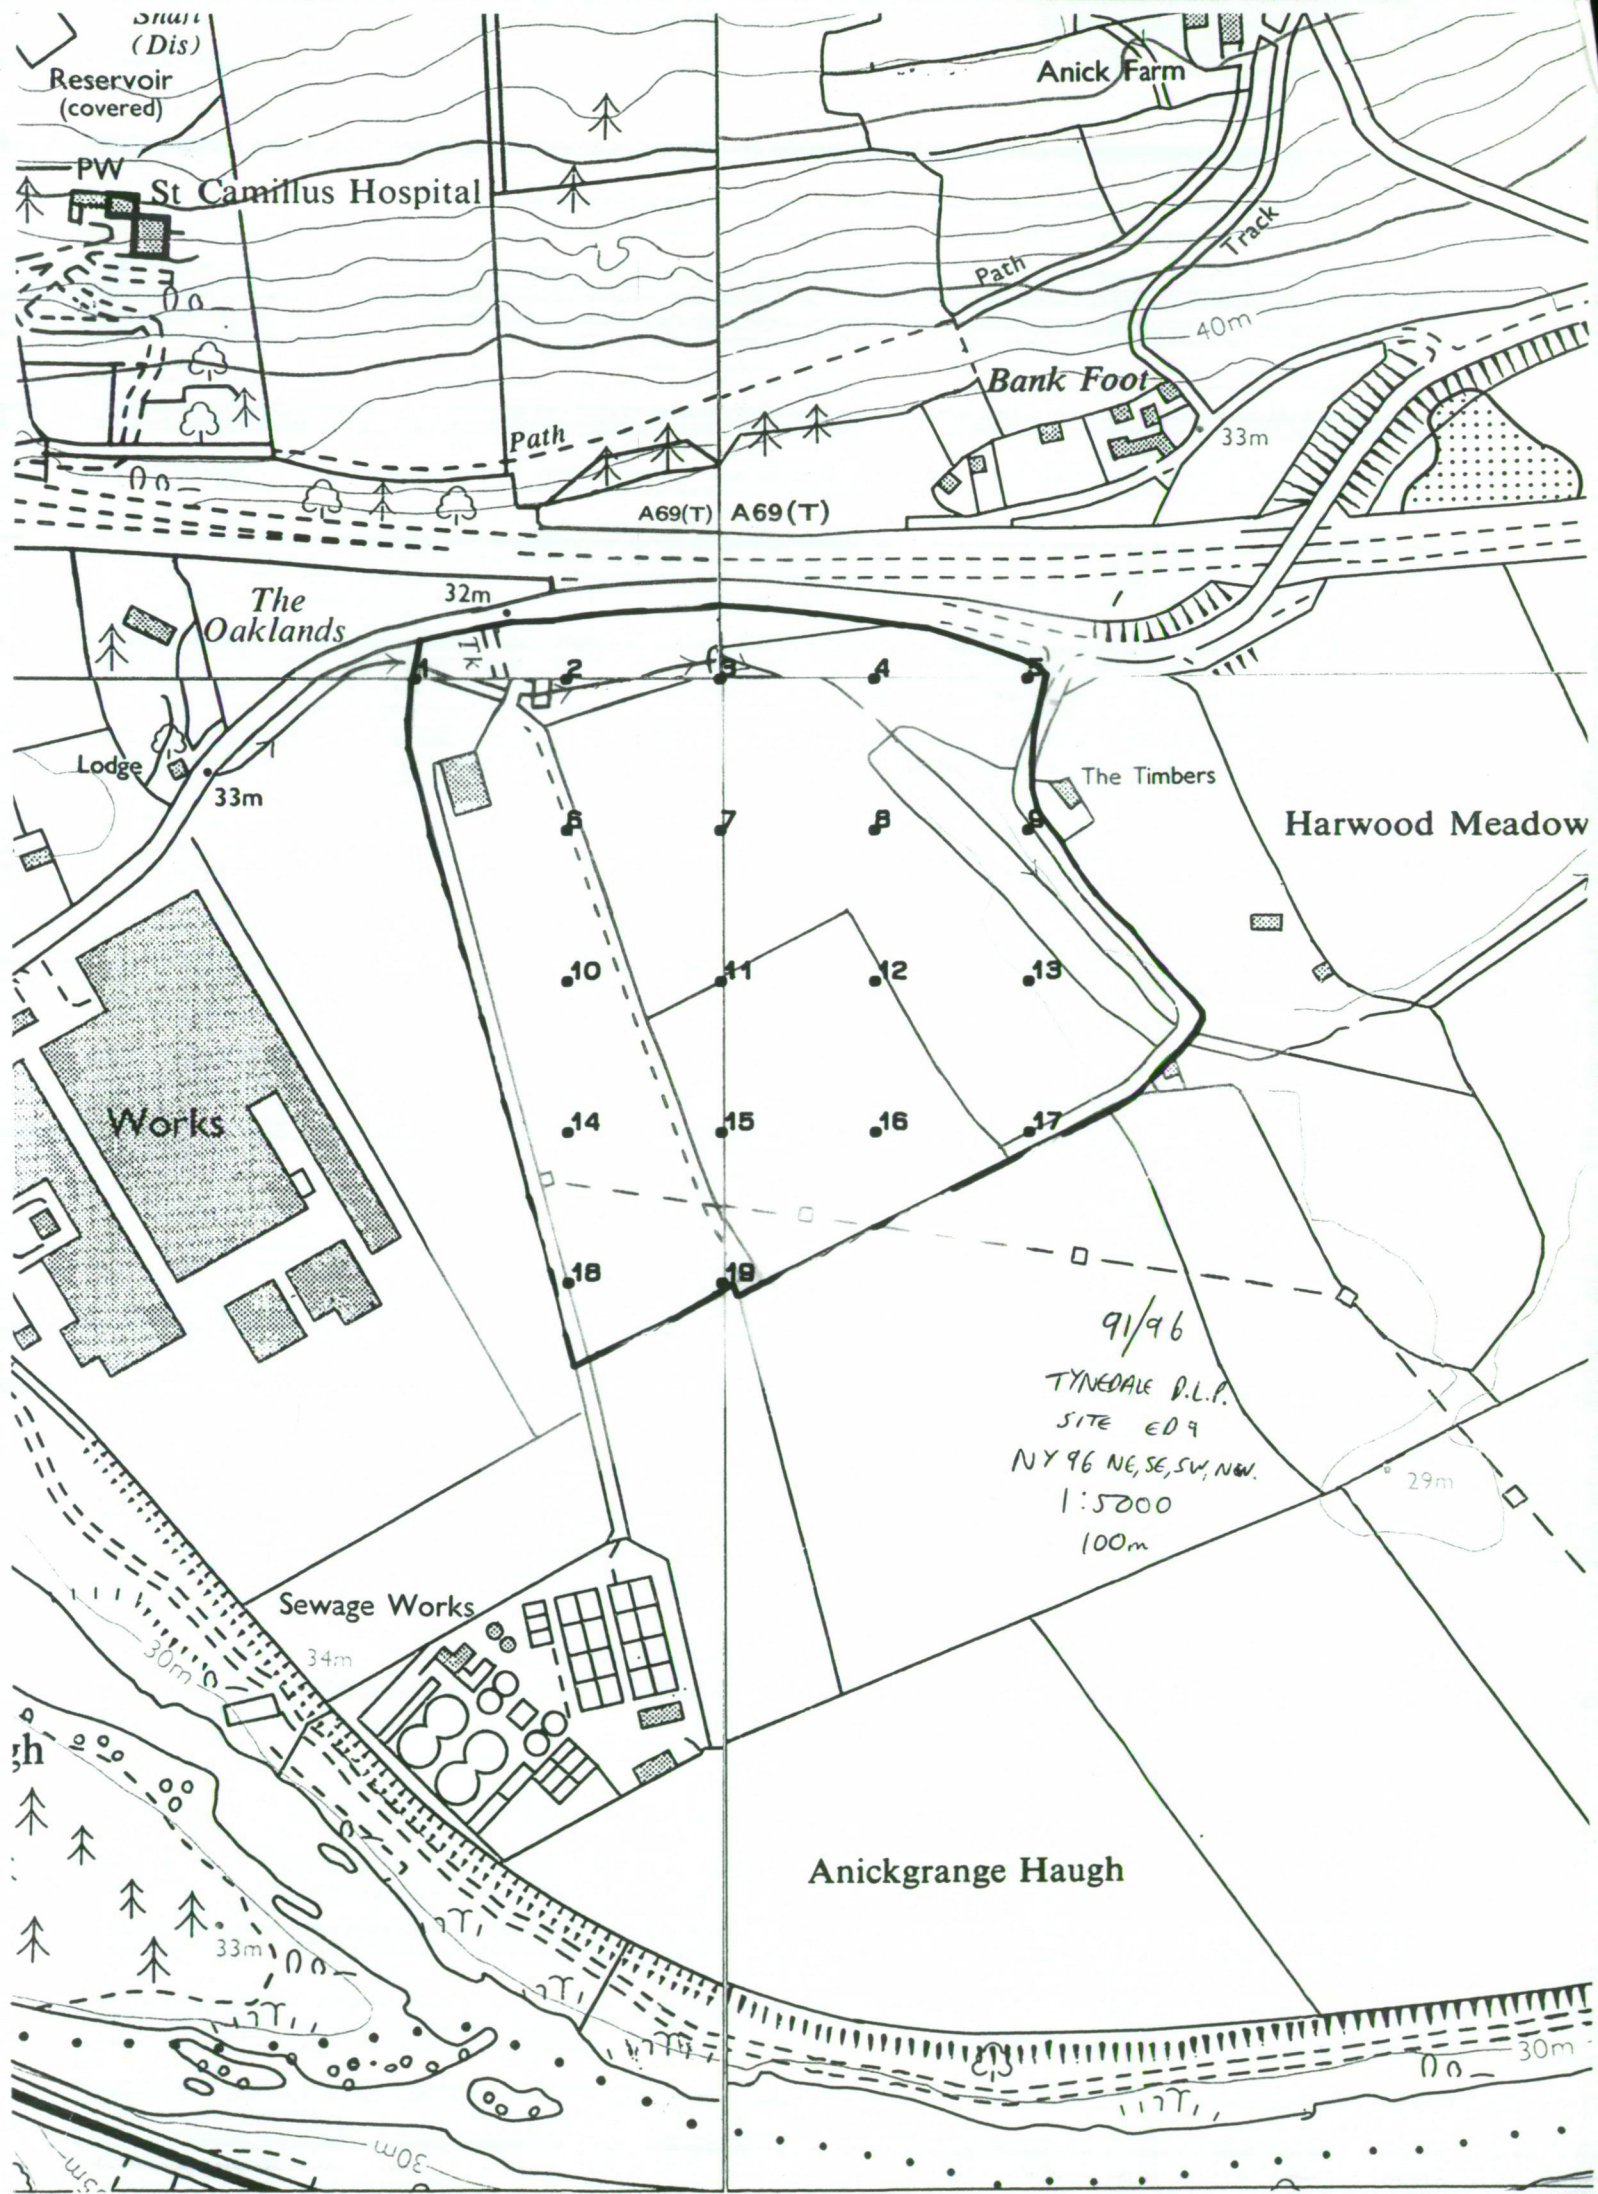 Shaft
(Dis)
Reservoir
(covered)
PW
St Camillus Hospital
Anick Farm
Path
Track
40m
Bank Foot
33m
Path
A69(T)
A69(T)
The
Oaklands
32m
Tk
1
2
3
4
5
Lodge
33m
The Timbers
Harwood Meadow
6
7
8
9
10
11
12
13
Works
14
15
16
17
18
19
91/96
TYNEDALE D.L.P.
SITE ED9
NY 96 NE, SE, SW, NW.
1:5000
100m
29m
Sewage Works
34m
30m
gh
Anickgrange Haugh
33m
30m
30m